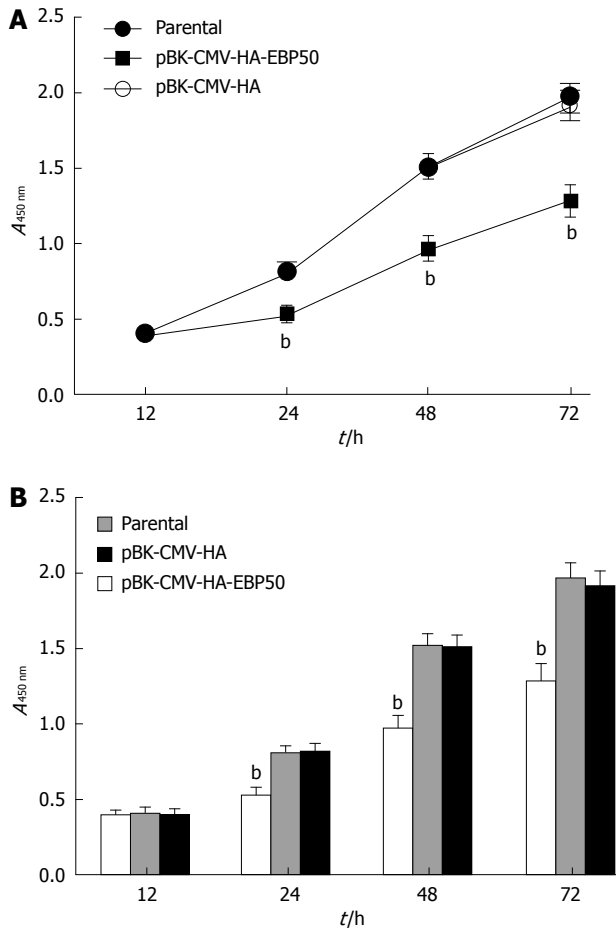 A
Parental
pBK-CMV-HA-EBP50
pBK-CMV-HA
2.5
2.0
1.5
1.0
0.5
0.0
A450 nm
b
b
b
12
24
48
72
t/h
B
Parental
pBK-CMV-HA
pBK-CMV-HA-EBP50
2.5
2.0
1.5
1.0
0.5
0.0
A450 nm
b
b
b
12
24
48
72
t/h